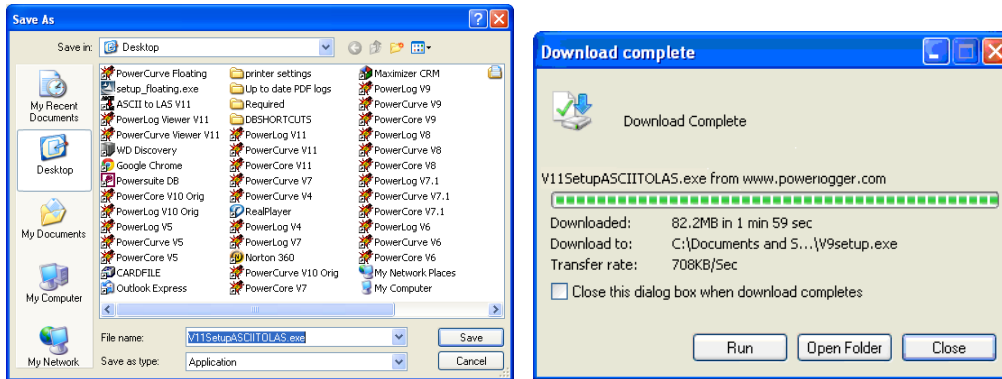 Save As
Save in:
Desktop
My Recent
Documents
Desktop
My Documents
My Computer
My Network
PowerCurve Floating
setup_floating.exe
ASCII to LAS V11
PowerLog Viewer V11
PowerCurve Viewer V11
WD Discovery
Google Chrome
Powersuite DB
PowerCore V10 Orig
PowerLog V10 Orig
PowerLog V5
PowerCurve V5
PowerCore V5
CARDFILE
Outlook Express
printer settings
Up to date PDF logs
Required
DBSHORTCUTS
PowerLog V11
PowerCurve V11
PowerCore V11
PowerCurve V7
PowerCurve V4
RealPlayer
PowerLog V4
PowerLog V7
Norton 360
PowerCurve V10 Orig
PowerCore V7
Maximizer CRM
PowerLog V9
PowerCurve V9
PowerCore V9
PowerLog V8
PowerCurve V8
PowerCore V8
PowerLog V7.1
PowerCurve V7.1
PowerCore V7.1
PowerLog V6
PowerCurve V6
PowerCore V6
My Network Places
My Computer
File name:
V11SetupASCIITOLAS.exe
Save
Save as type:
Application
Cancel
Download complete
Download Complete
V11SetupASCIITOLAS.exe from www.powerlogger.com
Downloaded: 82.2MB in 1 min 59 sec
Download to: C:\Documents and S...\V9setup.exe
Transfer rate: 708KB/Sec
Close this dialog box when download completes
Run
Open Folder
Close